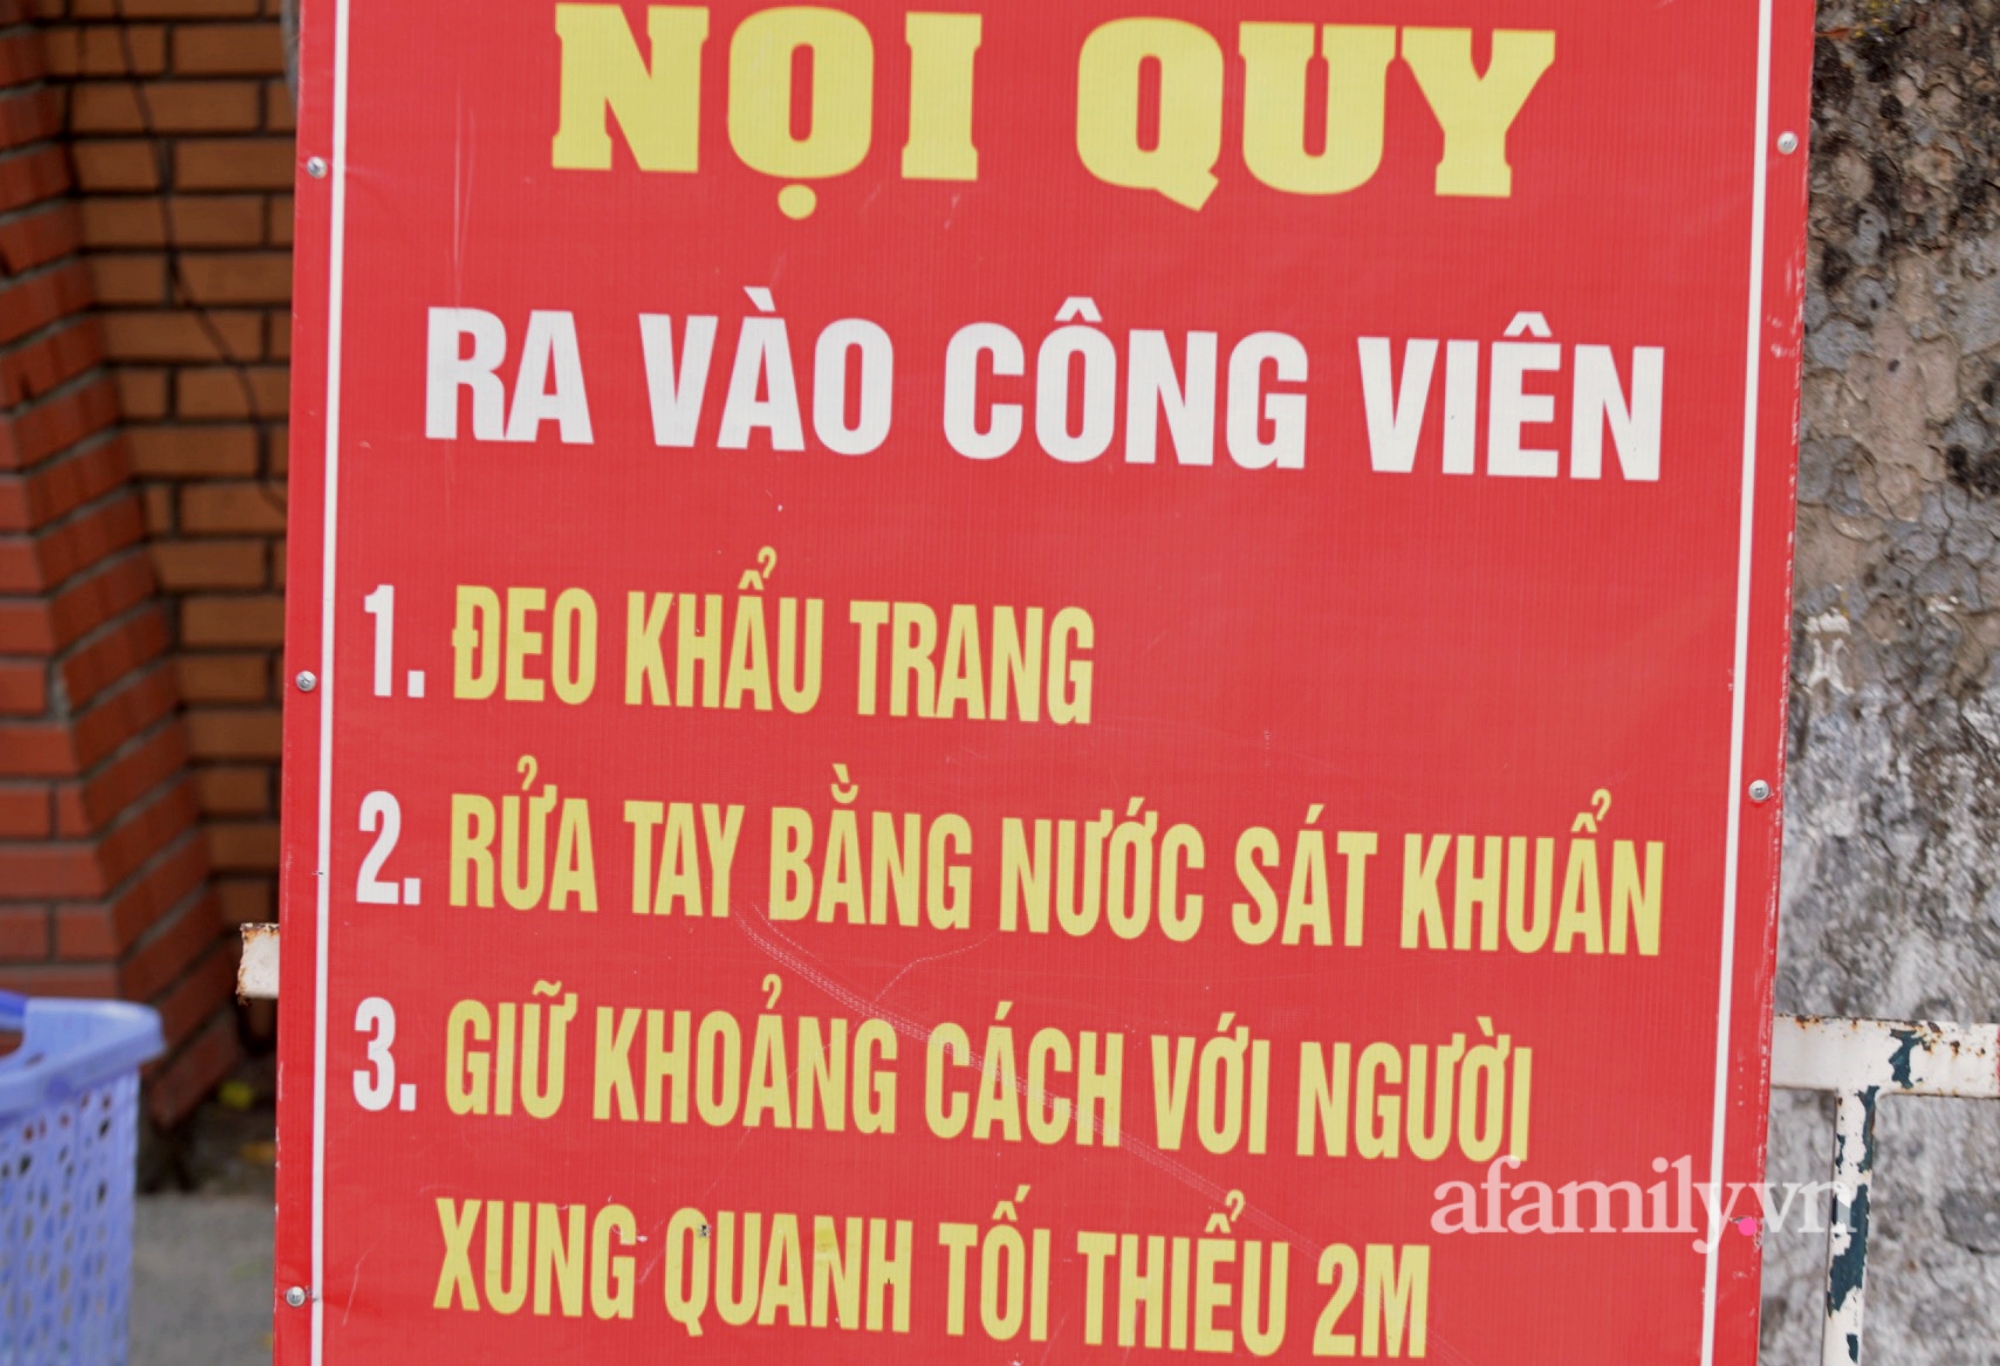 NỘI QUY
RA VÀO CÔNG VIÊN
1. ĐEO KHẨU TRANG
2. RỬA TAY BẰNG NƯỚC SÁT KHUẨN
3. GIỮ KHOẢNG CÁCH VỚI NGƯỜI
XUNG QUANH TỐI THIỂU 2M
afamily.vn